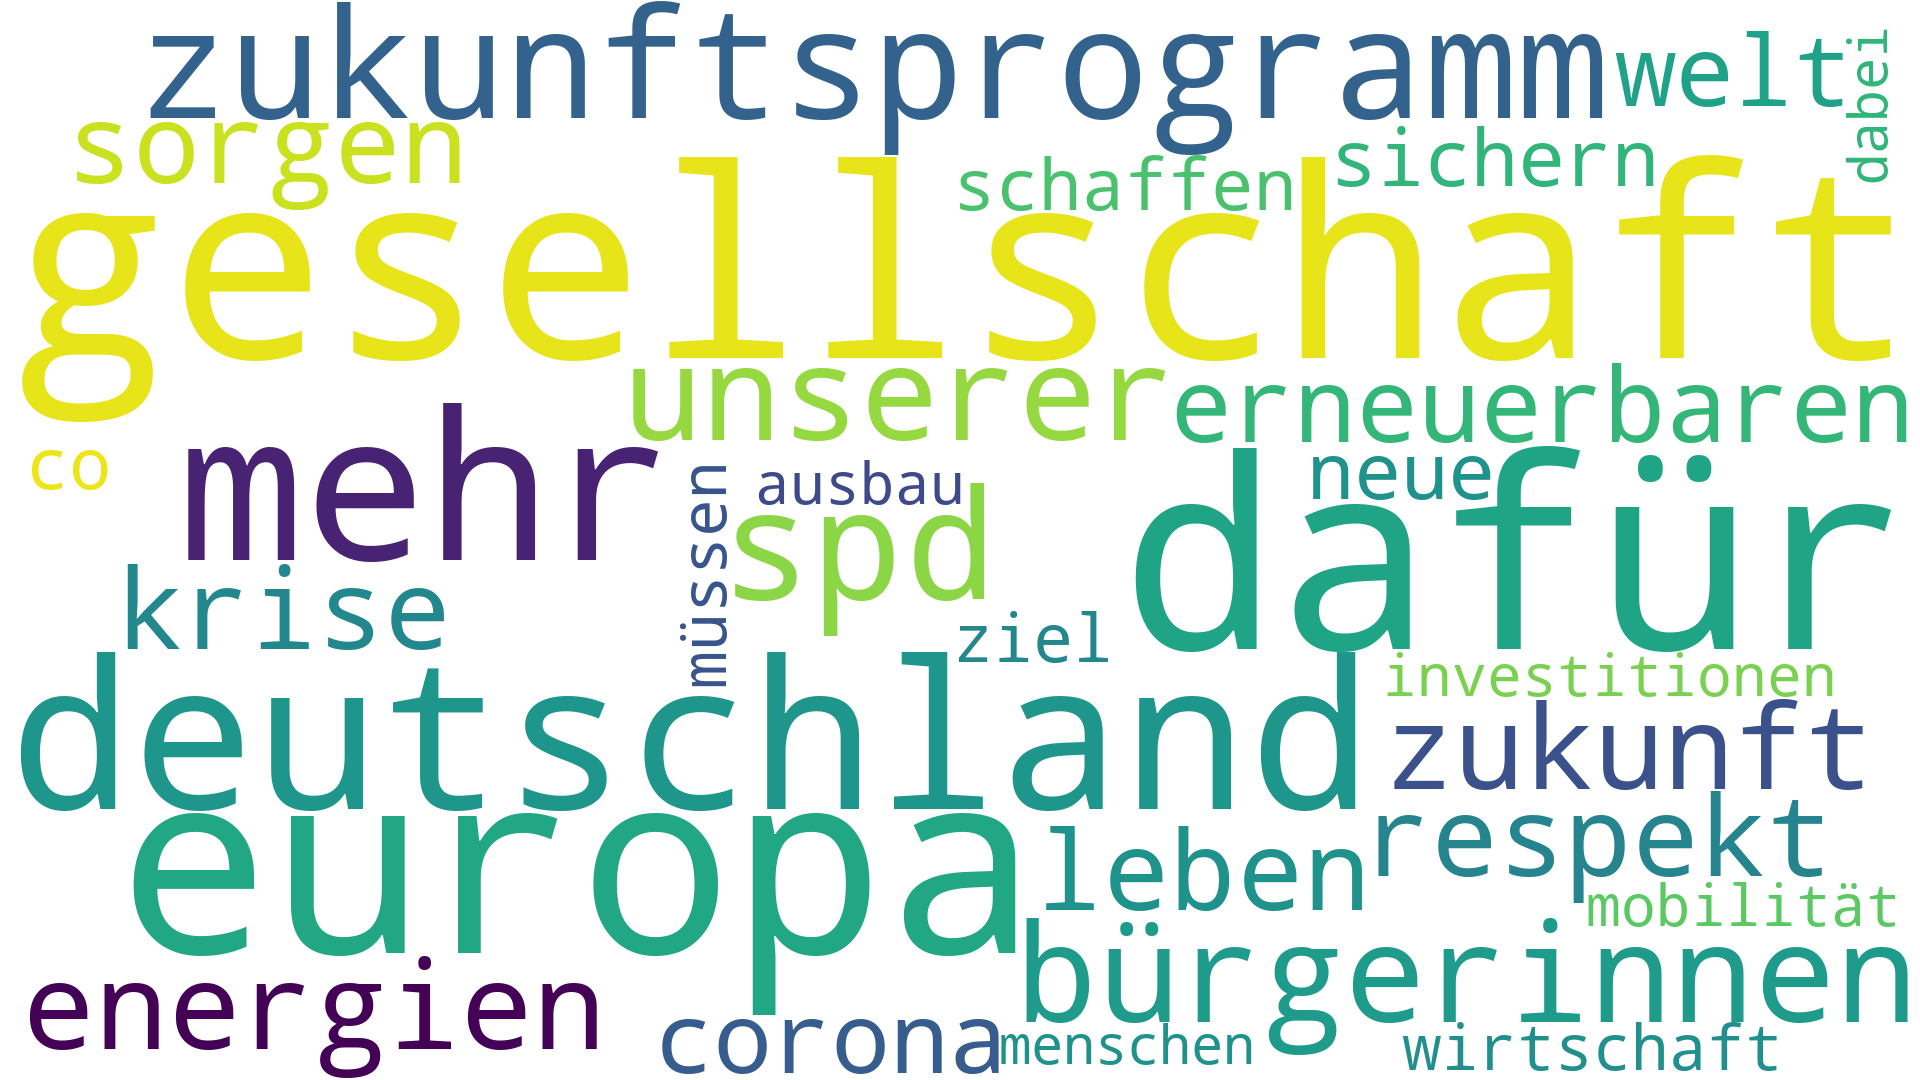 zukunftsprogramm welt dabei
sorgen schaffen sichern
gesellschaft
unserer erneuerbaren
co mehr müssen ausbau neue
spd dafür
krise ziel
deutschland investitionen
zukunft
europa leben respekt
mobilität
energien bürgerinnen
corona menschen wirtschaft